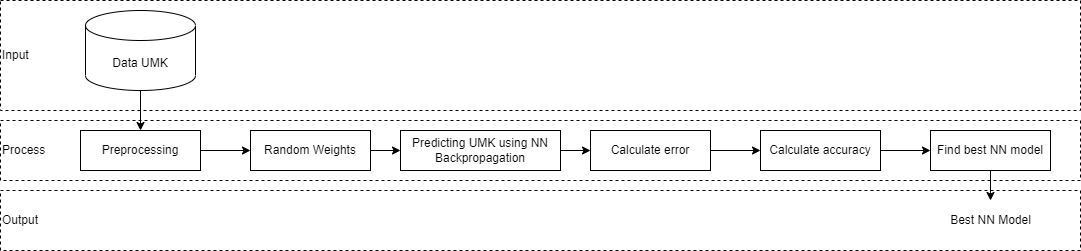 Input
Data UMK
Process
Preprocessing
Random Weights
Predicting UMK using NN
Backpropagation
Calculate error
Calculate accuracy
Find best NN model
Output
Best NN Model